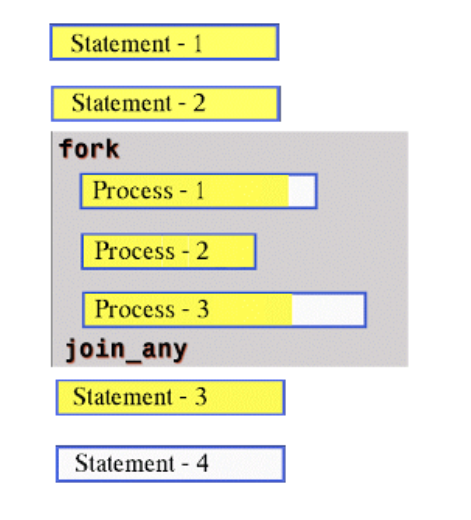 Statement - 1
Statement - 2
fork
Process - 1
Process - 2
Process - 3
join_any
Statement - 3
Statement - 4